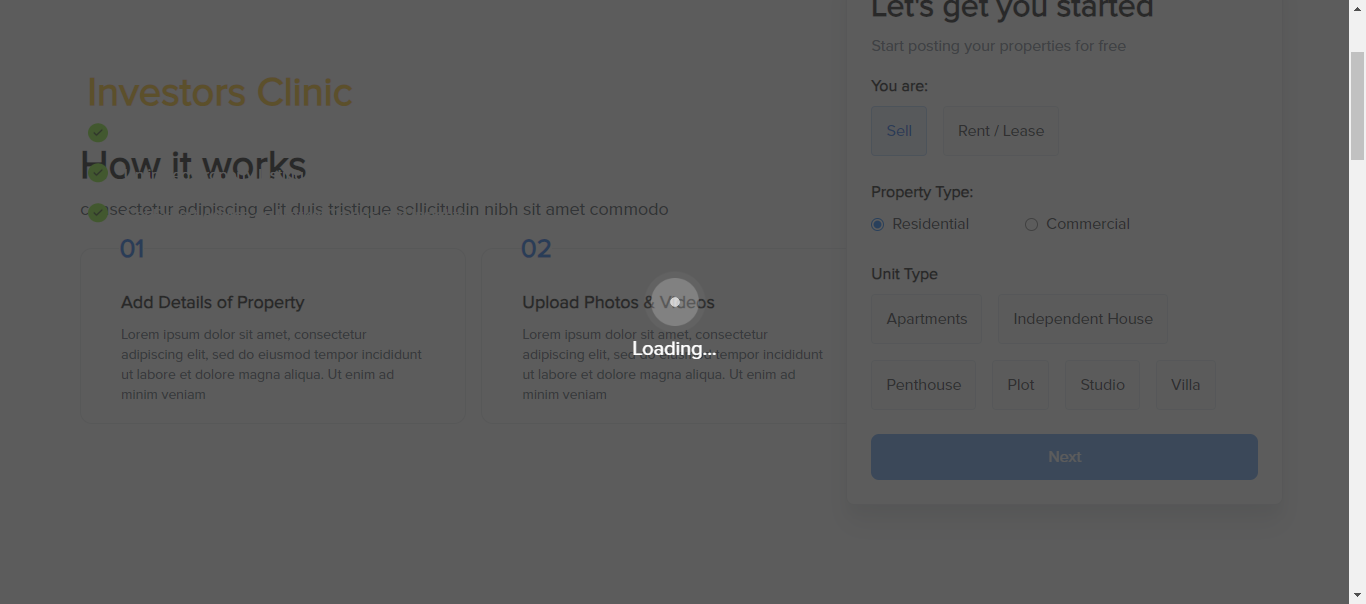 Let's get you started
Start posting your properties for free
Investors Clinic
You are:
Sell
Rent / Lease
How it works
consectetur adipiscing elit duis tristique sollicitudin nibh sit amet commodo
Property Type:
Residential
Commercial
01
Add Details of Property
Lorem ipsum dolor sit amet, consectetur
adipiscing elit, sed do eiusmod tempor incididunt
ut labore et dolore magna aliqua. Ut enim ad
minim veniam
02
Upload Photos & Videos
Lorem ipsum dolor sit amet, consectetur
adipiscing elit, sed do eiusmod tempor incididunt
ut labore et dolore magna aliqua. Ut enim ad
minim veniam
Loading...
Unit Type
Apartments
Independent House
Penthouse
Plot
Studio
Villa
Next